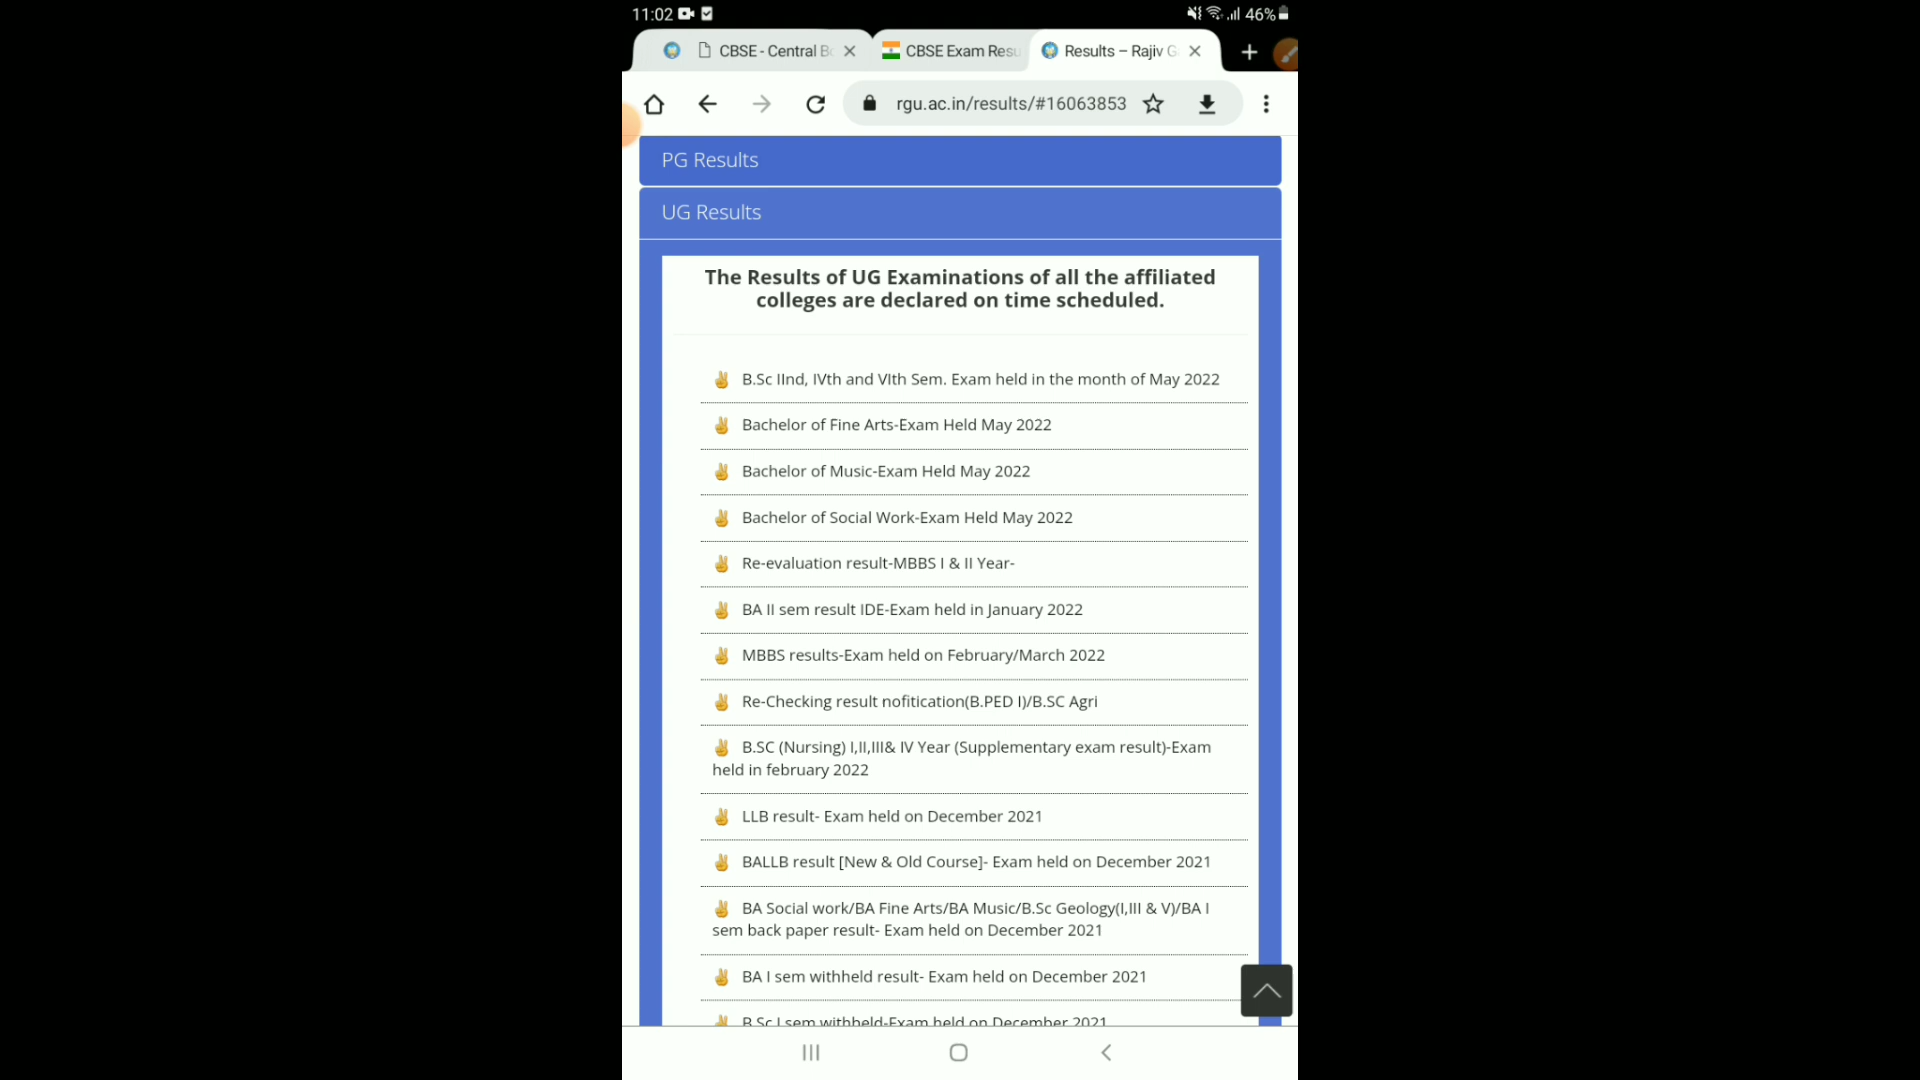 11:02
46%
CBSE - Central B
CBSE Exam Resu
Results – Rajiv G
rgu.ac.in/results/#16063853
PG Results
UG Results
The Results of UG Examinations of all the affiliated
colleges are declared on time scheduled.
B.Sc IInd, IVth and VIth Sem. Exam held in the month of May 2022
Bachelor of Fine Arts-Exam Held May 2022
Bachelor of Music-Exam Held May 2022
Bachelor of Social Work-Exam Held May 2022
Re-evaluation result-MBBS I & II Year-
BA II sem result IDE-Exam held in January 2022
MBBS results-Exam held on February/March 2022
Re-Checking result nofitication(B.PED I)/B.SC Agri
B.SC (Nursing) I,II,III& IV Year (Supplementary exam result)-Exam
held in february 2022
LLB result- Exam held on December 2021
BALLB result [New & Old Course]- Exam held on December 2021
BA Social work/BA Fine Arts/BA Music/B.Sc Geology(I,III & V)/BA I
sem back paper result- Exam held on December 2021
BA I sem withheld result- Exam held on December 2021
B.Sc I sem withheld-Exam held on December 2021